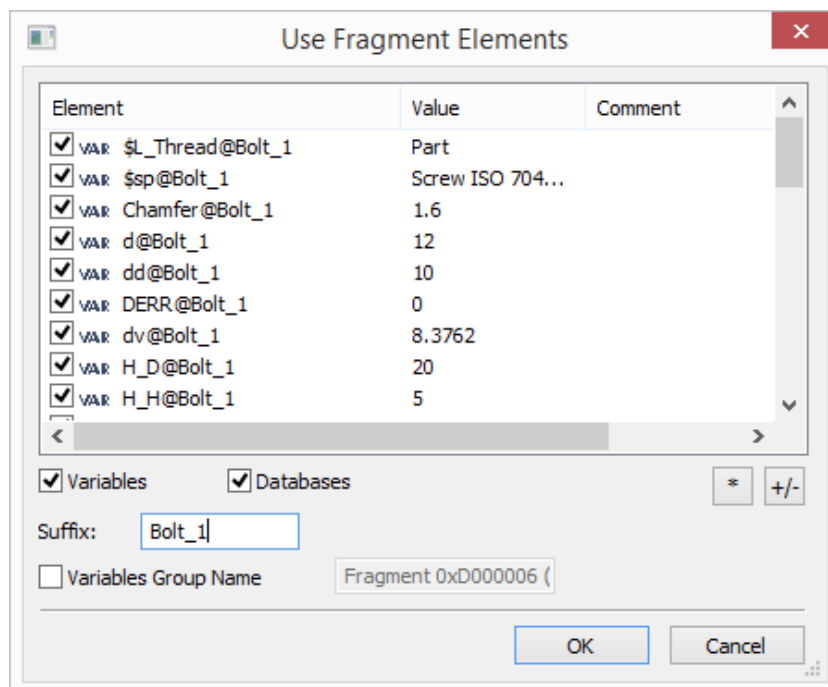 Use Fragment Elements
Element Value Comment
VAR $L_Thread@Bolt_1 Part
VAR $sp@Bolt_1 Screw ISO 704...
VAR Chamfer@Bolt_1 1.6
VAR d@Bolt_1 12
VAR dd@Bolt_1 10
VAR DERR@Bolt_1 0
VAR dv@Bolt_1 8.3762
VAR H_D@Bolt_1 20
VAR H_H@Bolt_1 5
Variables Databases * +/-
Suffix: Bolt_1
Variables Group Name Fragment 0xD000006 (
OK Cancel